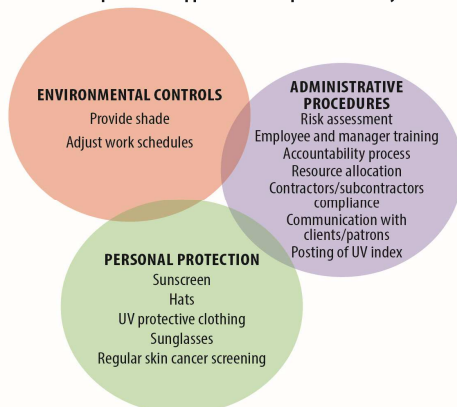 ENVIRONMENTAL CONTROLS
Provide shade
Adjust work schedules
ADMINISTRATIVE
PROCEDURES
Risk assessment
Employee and manager training
Accountability process
Resource allocation
Contractors/subcontractors
compliance
Communication with
clients/patrons
Posting of UV index
PERSONAL PROTECTION
Sunscreen
Hats
UV protective clothing
Sunglasses
Regular skin cancer screening